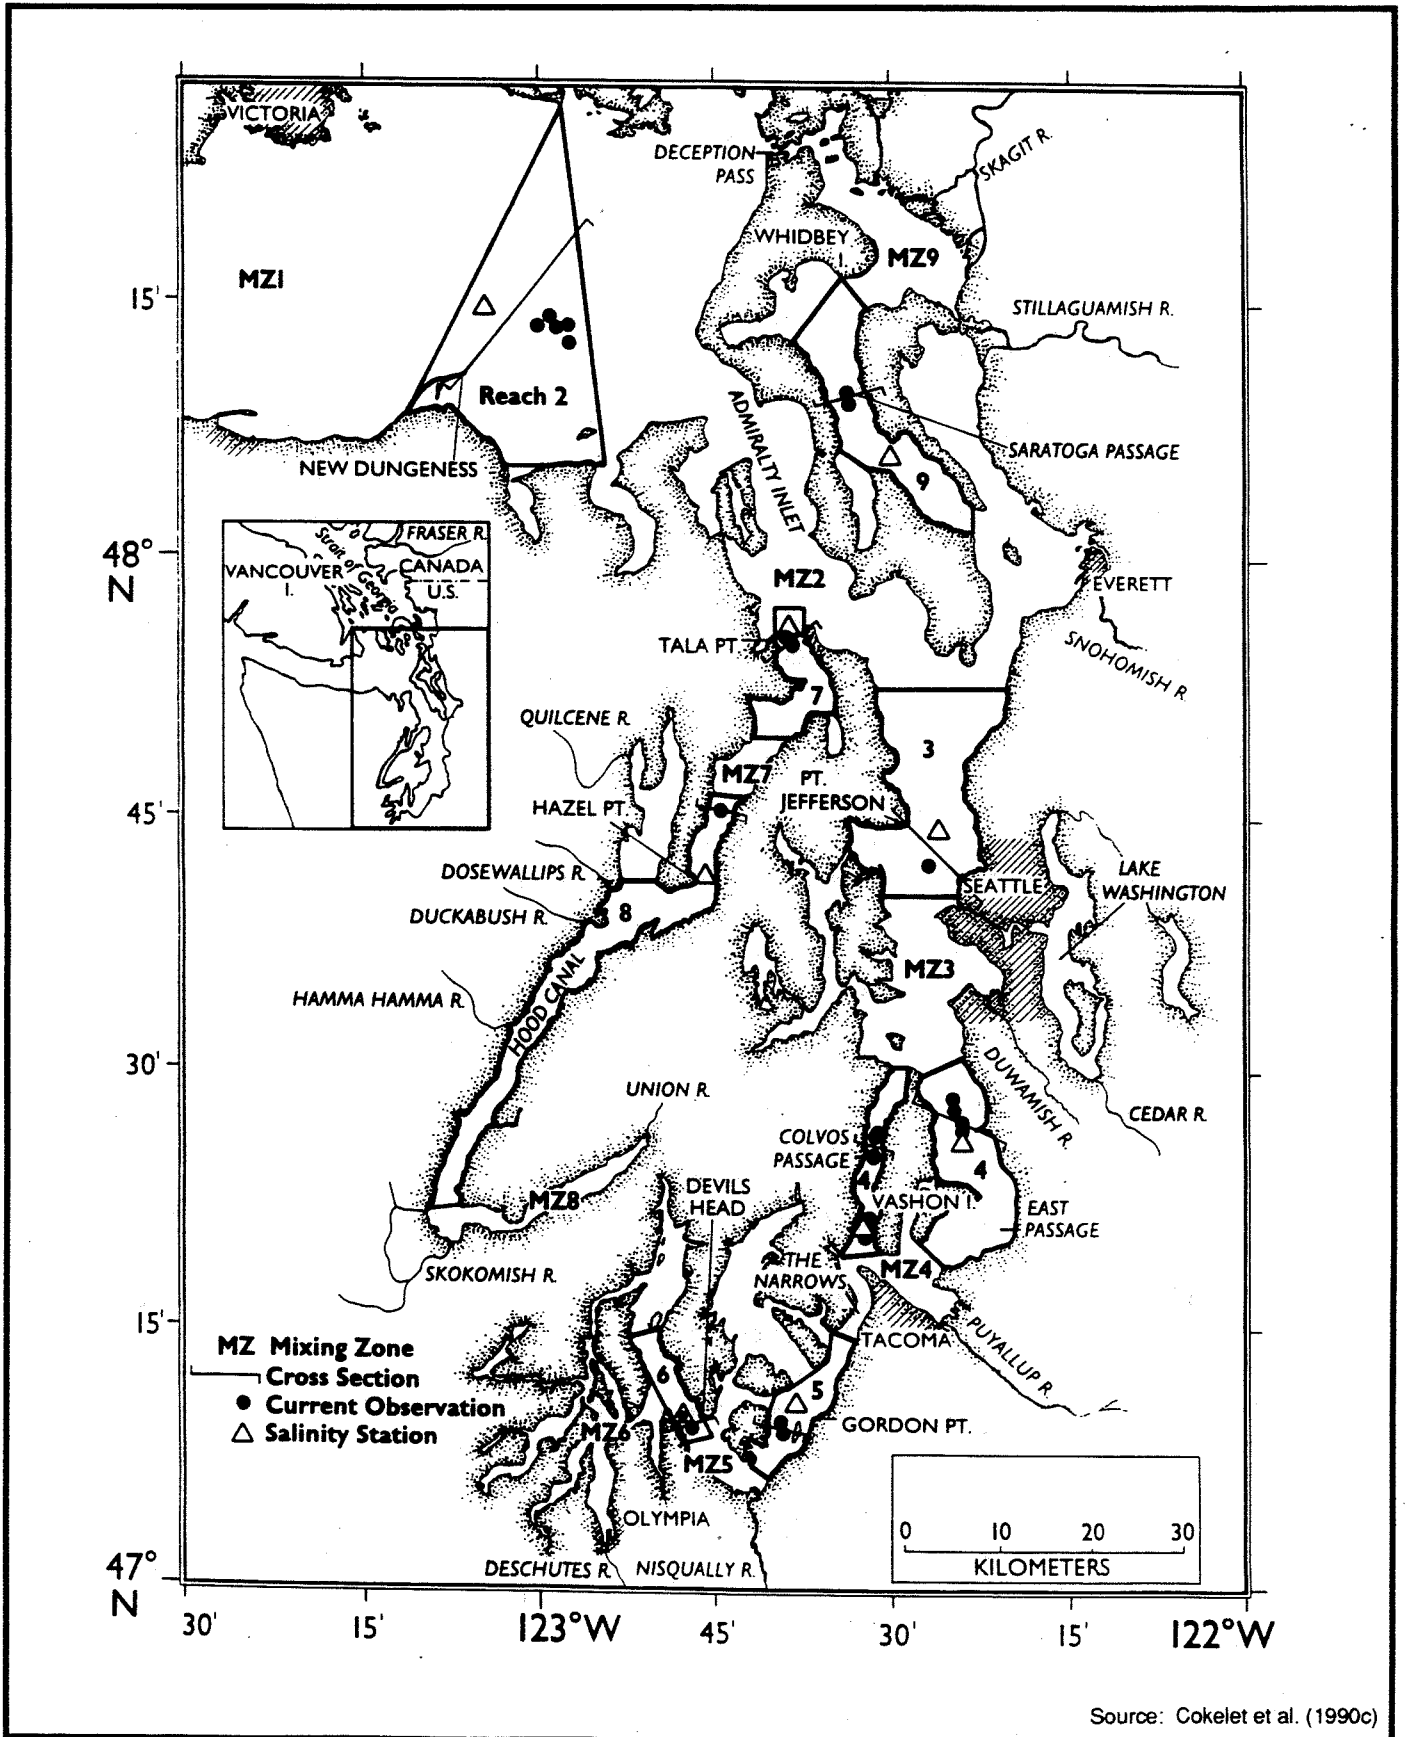 VICTORIA
DECEPTION
PASS
SKAGIT R.
WHIDBEY
I.
MZ9
MZ1
15'
STILLAGUAMISH R.
Reach 2
ADMIRALTY INLET
SARATOGA PASSAGE
NEW DUNGENESS
9
FRASER R.
Strait of Georgia
VANCOUVER
I.
CANADA
U.S.
48°
N
MZ2
EVERETT
TALA PT.
SNOHOMISH R.
7
QUILCENE R.
3
MZ7
PT.
JEFFERSON
HAZEL PT.
45'
DOSEWALLIPS R.
SEATTLE
LAKE
WASHINGTON
DUCKABUSH R.
8
MZ3
HAMMA HAMMA R.
HOOD CANAL
30'
DUWAMISH R.
UNION R.
CEDAR R.
COLVOS
PASSAGE
4
4
DEVILS
HEAD
MZ8
VASHON I.
EAST
PASSAGE
THE
NARROWS
MZ4
SKOKOMISH R.
15'
TACOMA
PUYALLUP R.
MZ Mixing Zone
Cross Section
Current Observation
Salinity Station
6
5
GORDON PT.
MZ6
MZ5
OLYMPIA
0 10 20 30
KILOMETERS
47°
N
DESCHUTES R.
NISQUALLY R.
30' 15' 123°W 45' 30' 15' 122°W
Source: Cokelet et al. (1990c)